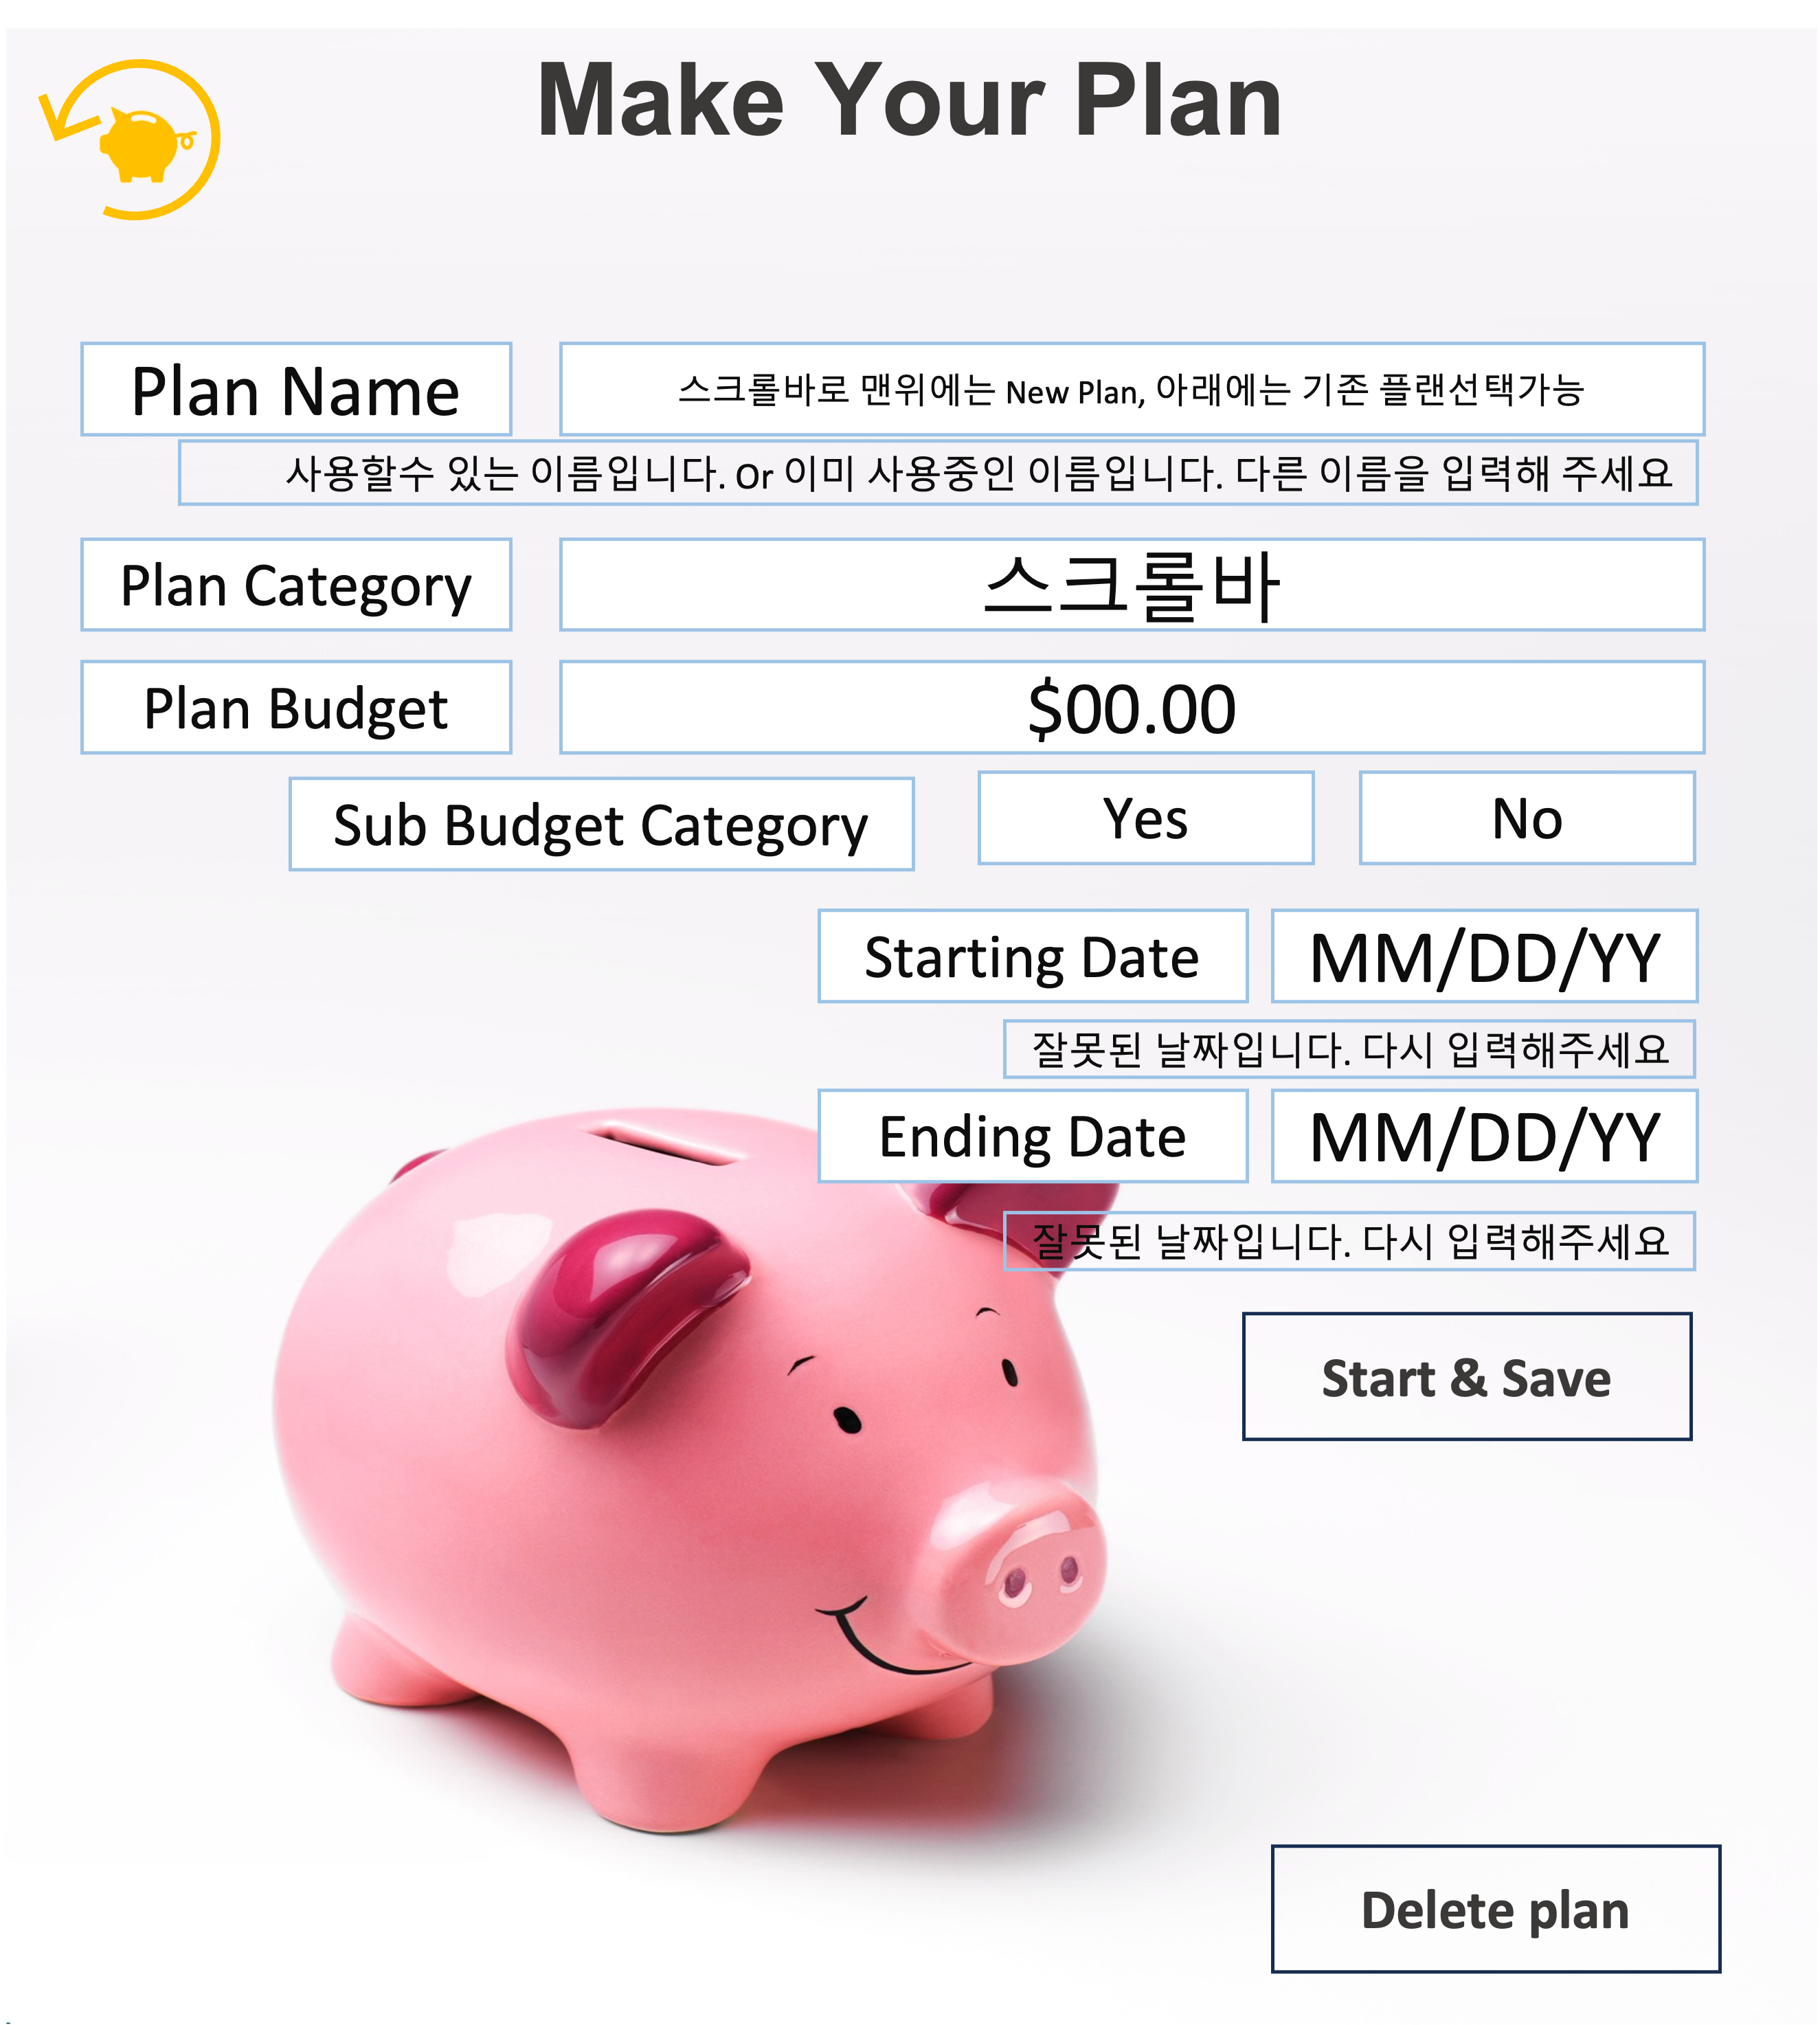 Make Your Plan
Plan Name
스크롤바로 맨위에는 New Plan, 아래에는 기존 플랜선택가능
사용할수 있는 이름입니다. Or 이미 사용중인 이름입니다. 다른 이름을 입력해 주세요
Plan Category
스크롤바
Plan Budget
$00.00
Sub Budget Category
Yes
No
Starting Date
MM/DD/YY
잘못된 날짜입니다. 다시 입력해주세요
Ending Date
MM/DD/YY
잘못된 날짜입니다. 다시 입력해주세요
Start & Save
Delete plan